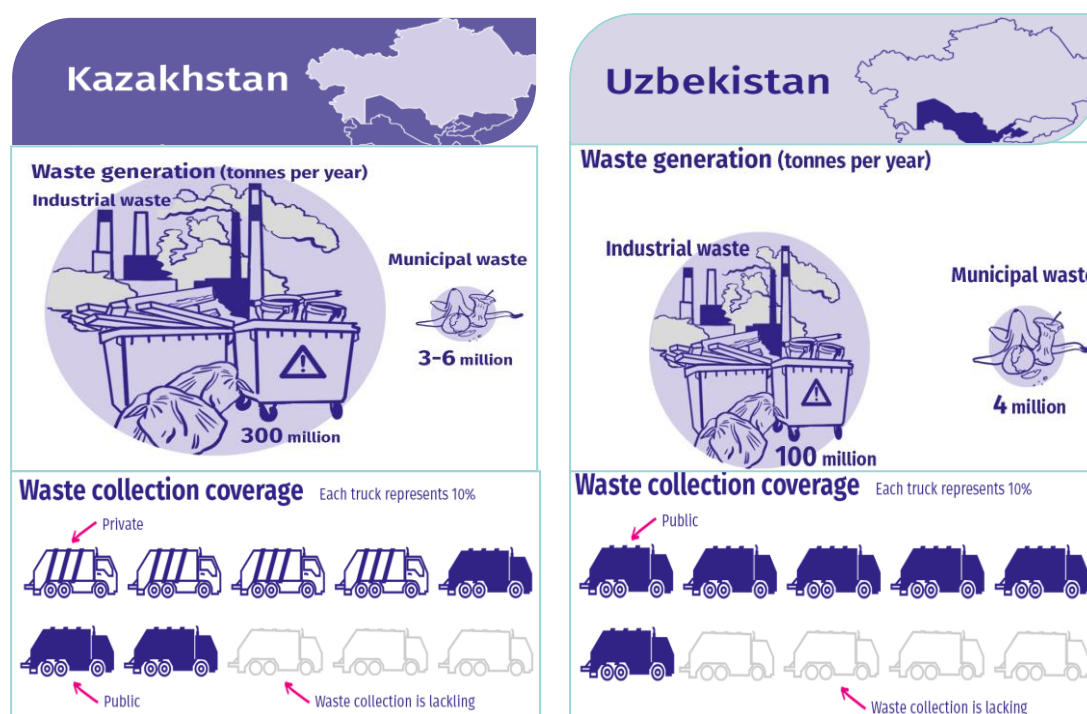 Kazakhstan
Waste generation (tonnes per year)
Industrial waste
Municipal waste
3-6 million
300 million
Waste collection coverage Each truck represents 10%
Private
Public
Waste collection is lackling
Uzbekistan
Waste generation (tonnes per year)
Industrial waste
Municipal waste
4 million
100 million
Waste collection coverage Each truck represents 10%
Public
Waste collection is lacking